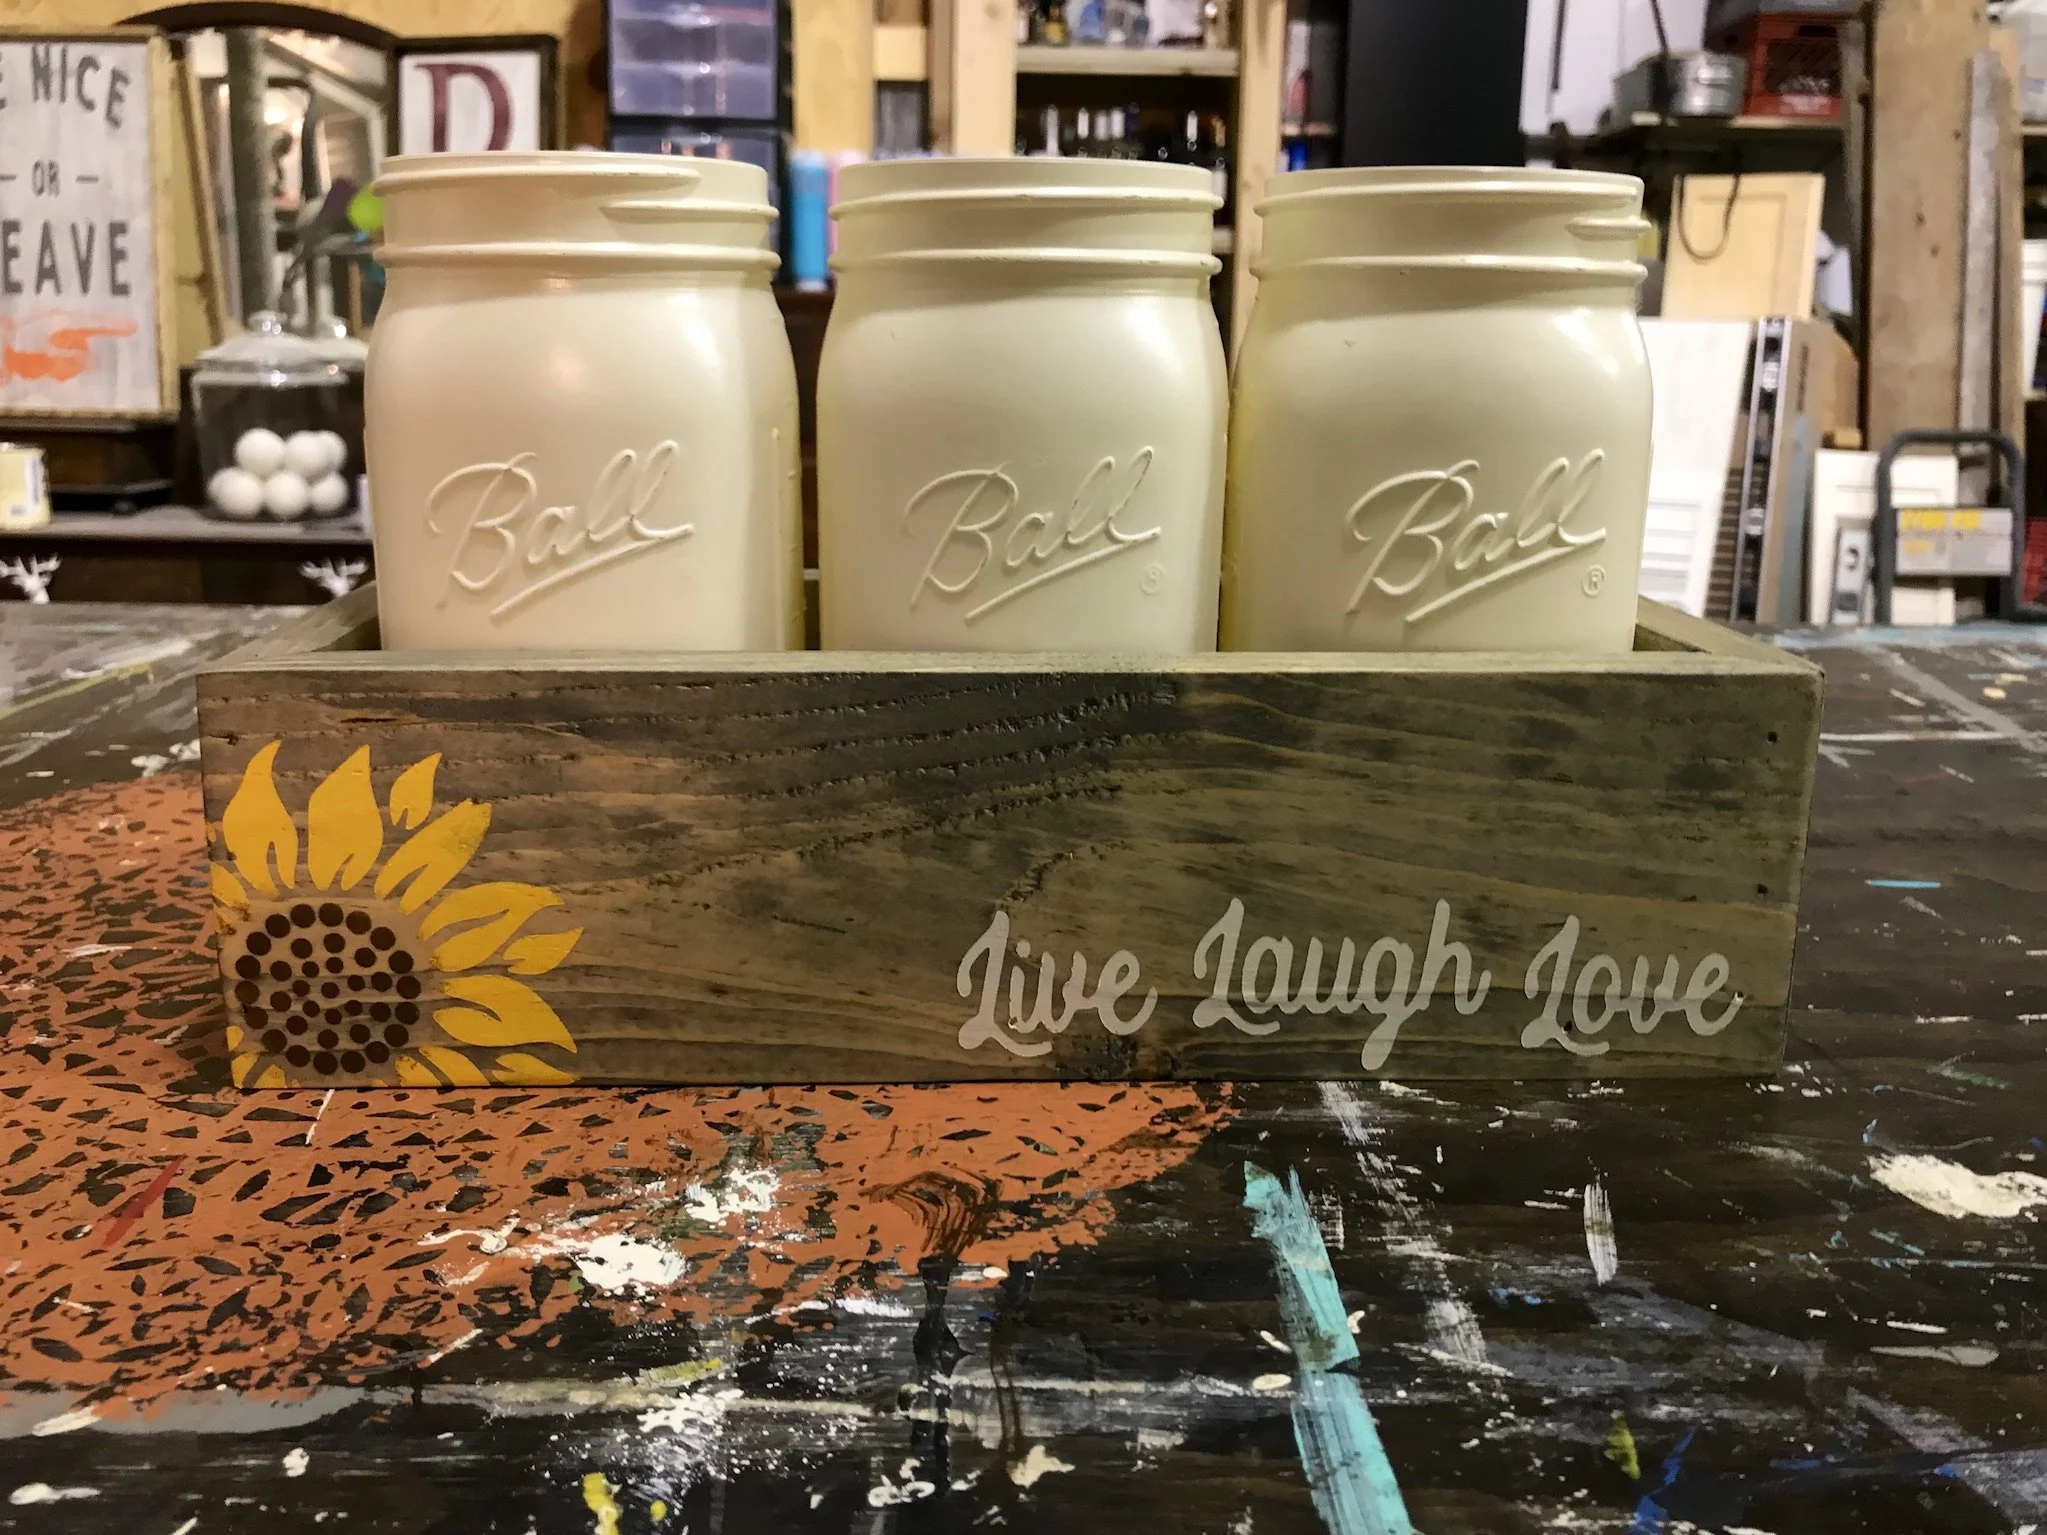 E NICE
- OR -
EAVE
D
Ball
Ball ®
Ball ®
Live Laugh Love